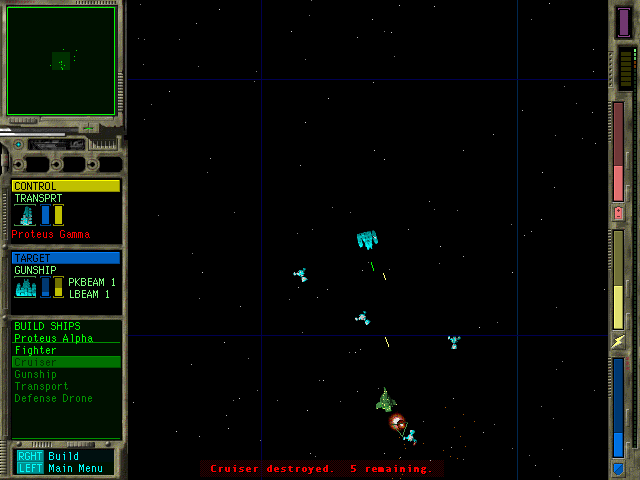 CONTROL
TRANSPRT
Proteus Gamma
TARGET
GUNSHIP
PKBEAM 1
LBEAM 1
BUILD SHIPS
Proteus Alpha
Fighter
Cruiser
Gunship
Transport
Defense Drone
RGHT Build
LEFT Main Menu
Cruiser destroyed. 5 remaining.